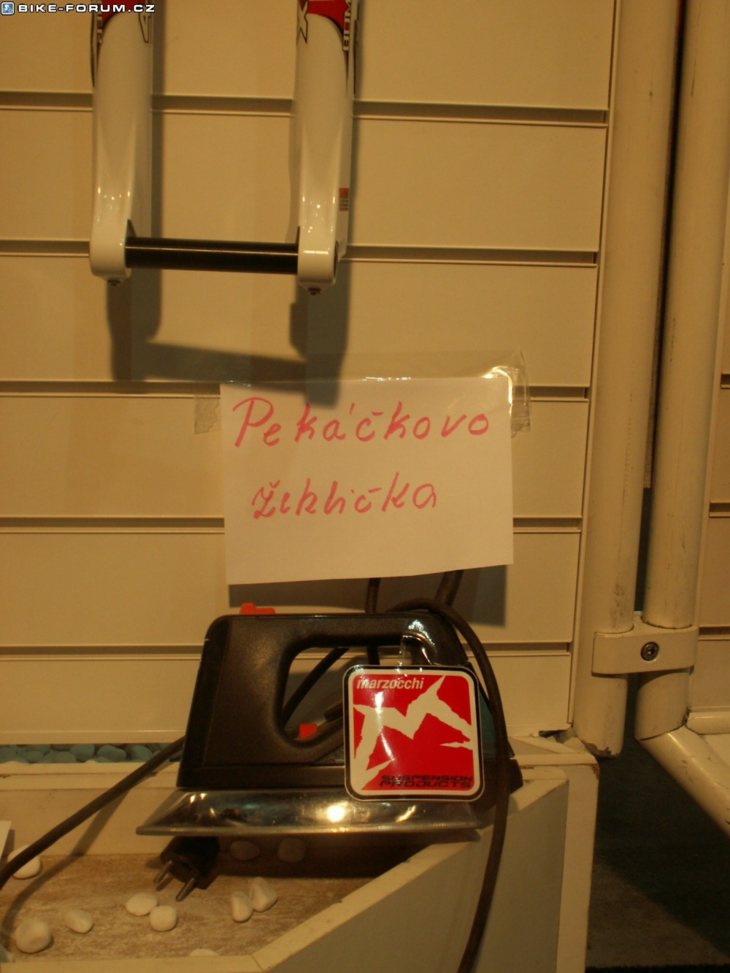 BIKE-FORUM.CZ
Pekáčkovo
žehlička
marzocchi
SUSPENSION
PRODUCTS